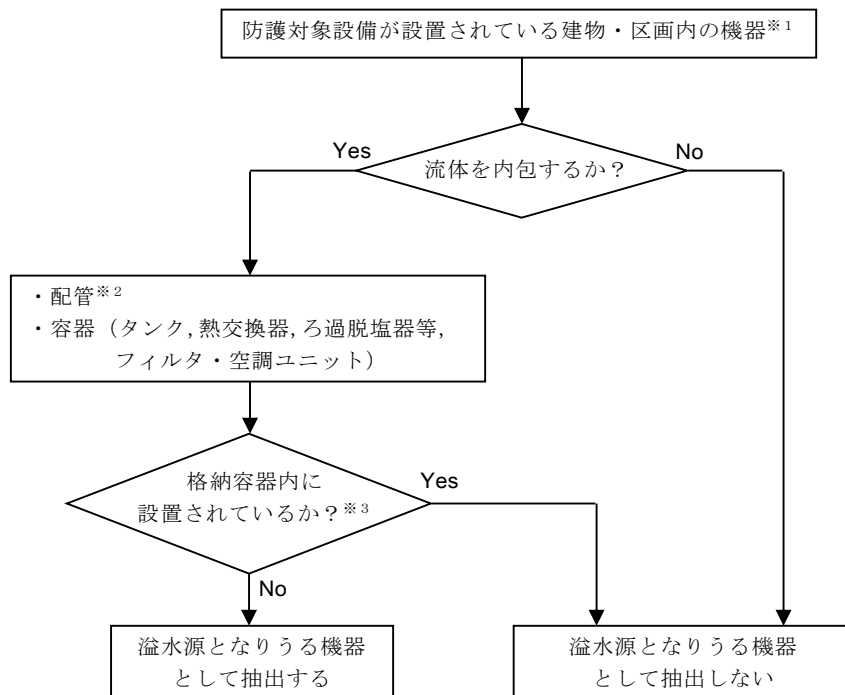 防護対象設備が設置されている建物・区画内の機器※1
流体を内包するか?
Yes
No
・配管※2
・容器(タンク,熱交換器,ろ過脱塩器等,
フィルタ・空調ユニット)
格納容器内に
設置されているか?※3
Yes
No
溢水源となりうる機器
として抽出する
溢水源となりうる機器
として抽出しない